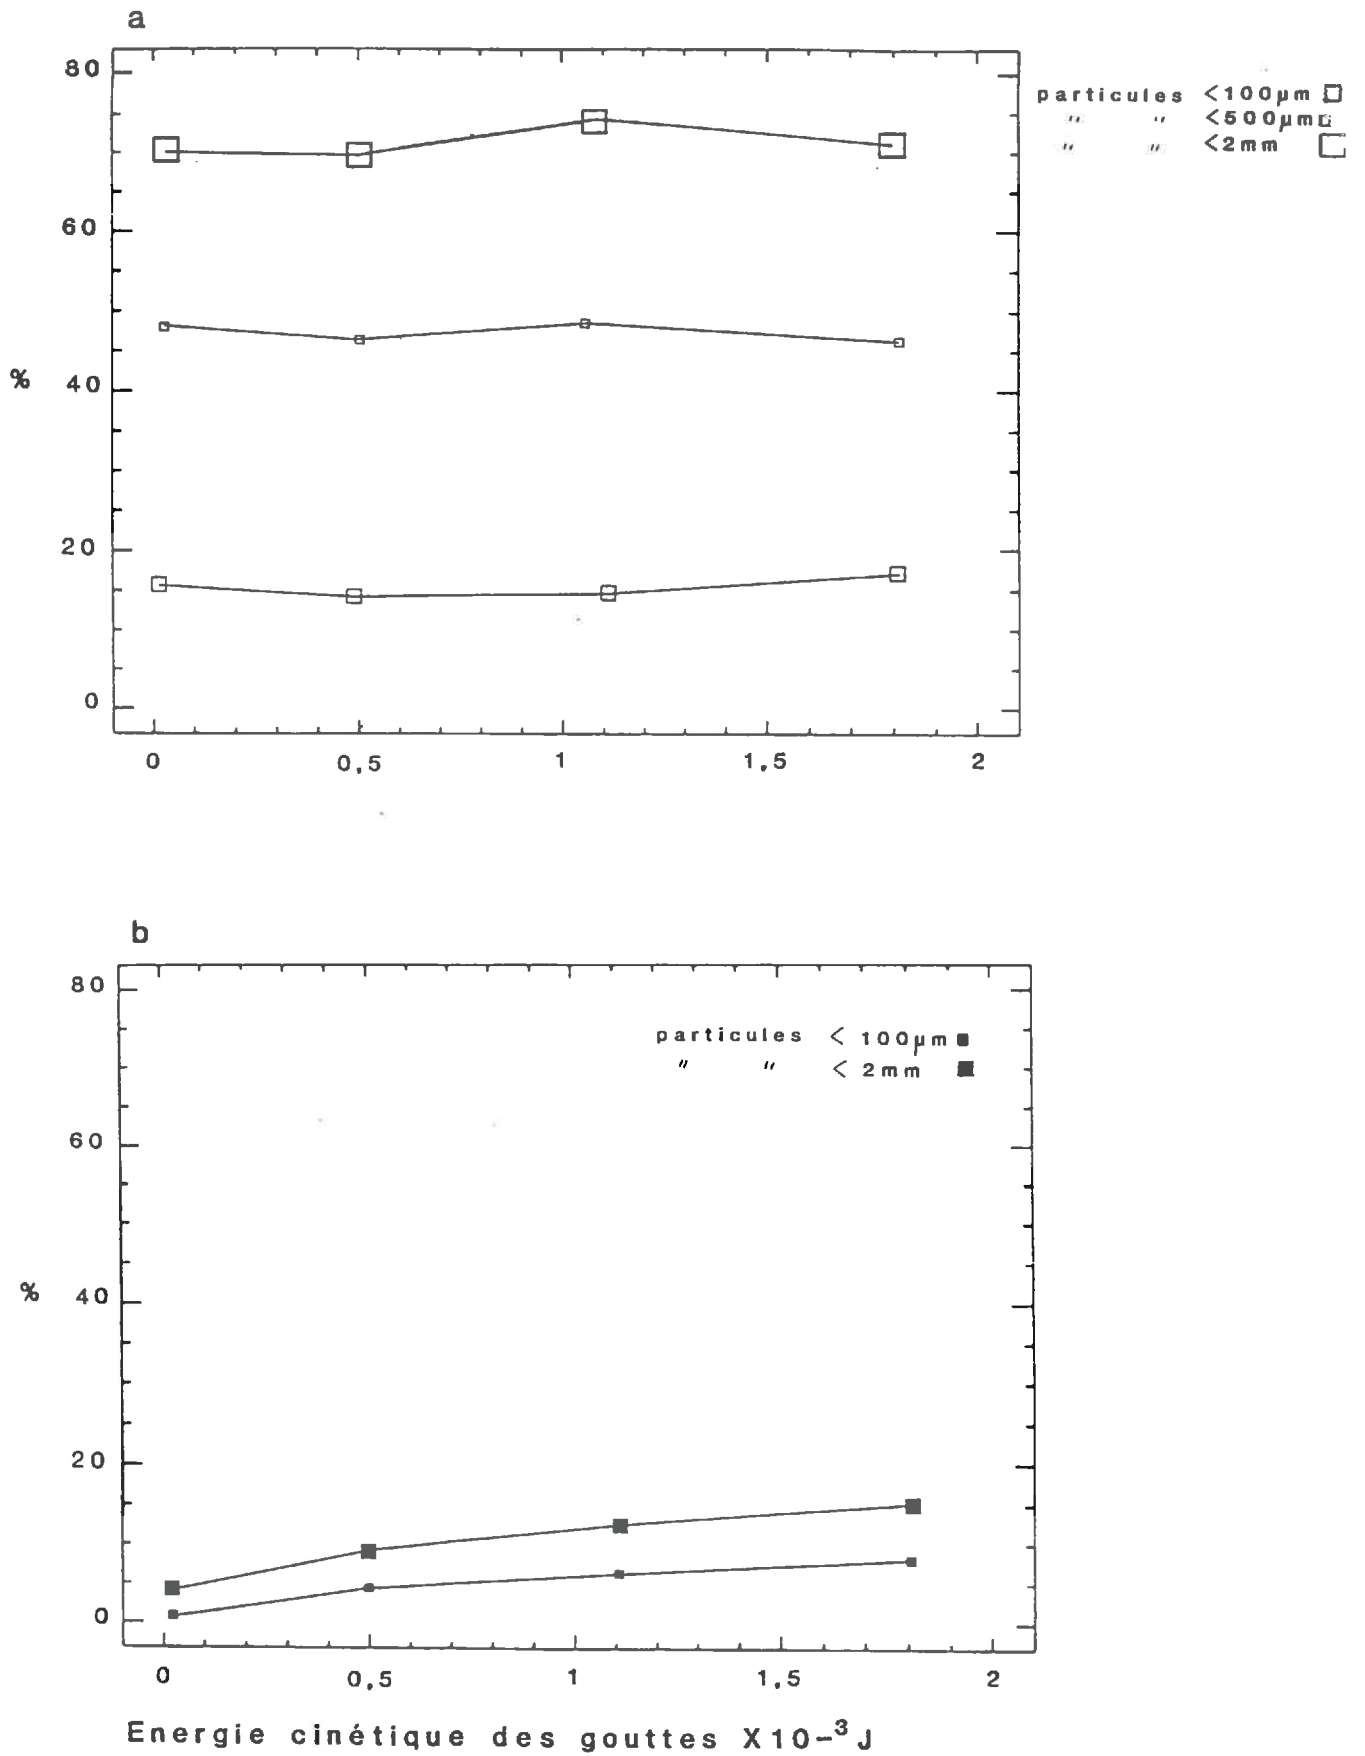 a
80
60
% 40
20
0
0 0,5 1 1,5 2
particules <100µm
" " <500µm
" " <2mm
b
80
60
% 40
20
0
particules < 100µm
" " < 2mm
0 0,5 1 1,5 2
Energie cinétique des gouttes X10-³J